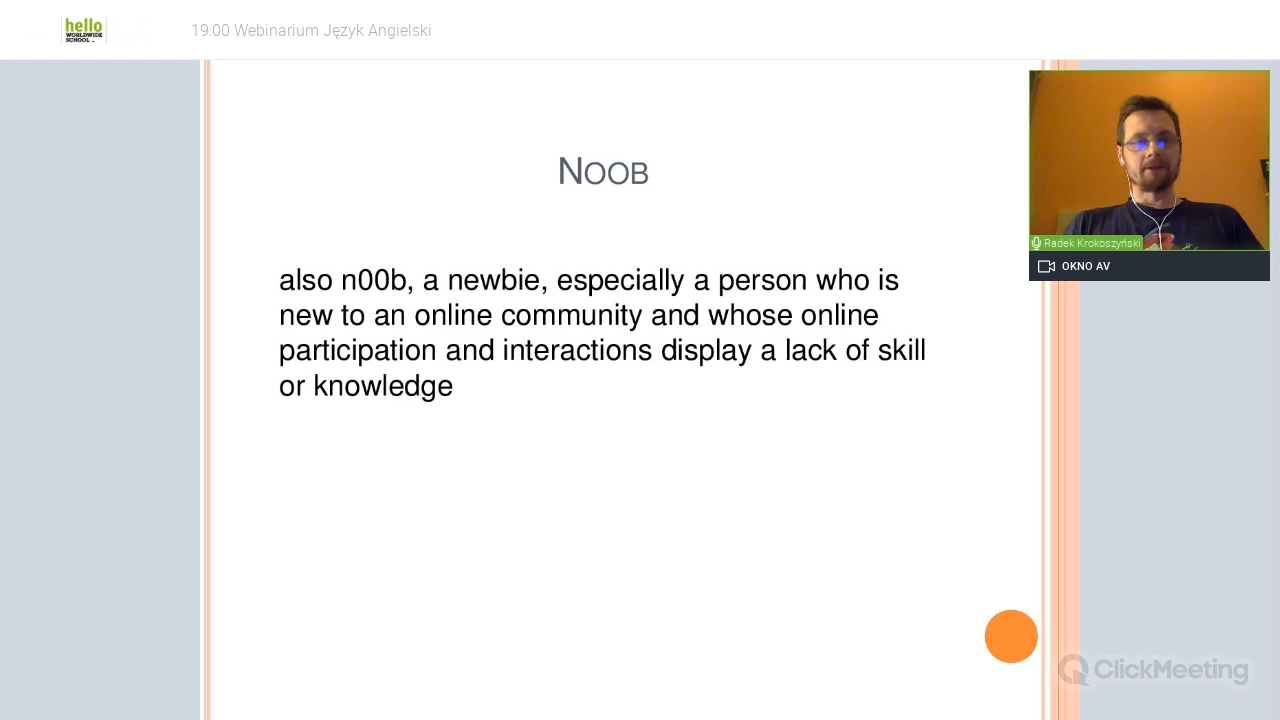 hello
WORLDWIDE
SCHOOL
19:00 Webinarium Język Angielski
NOOB
also n00b, a newbie, especially a person who is
new to an online community and whose online
participation and interactions display a lack of skill
or knowledge
Radek Krokoszyński
OKNO AV
ClickMeeting